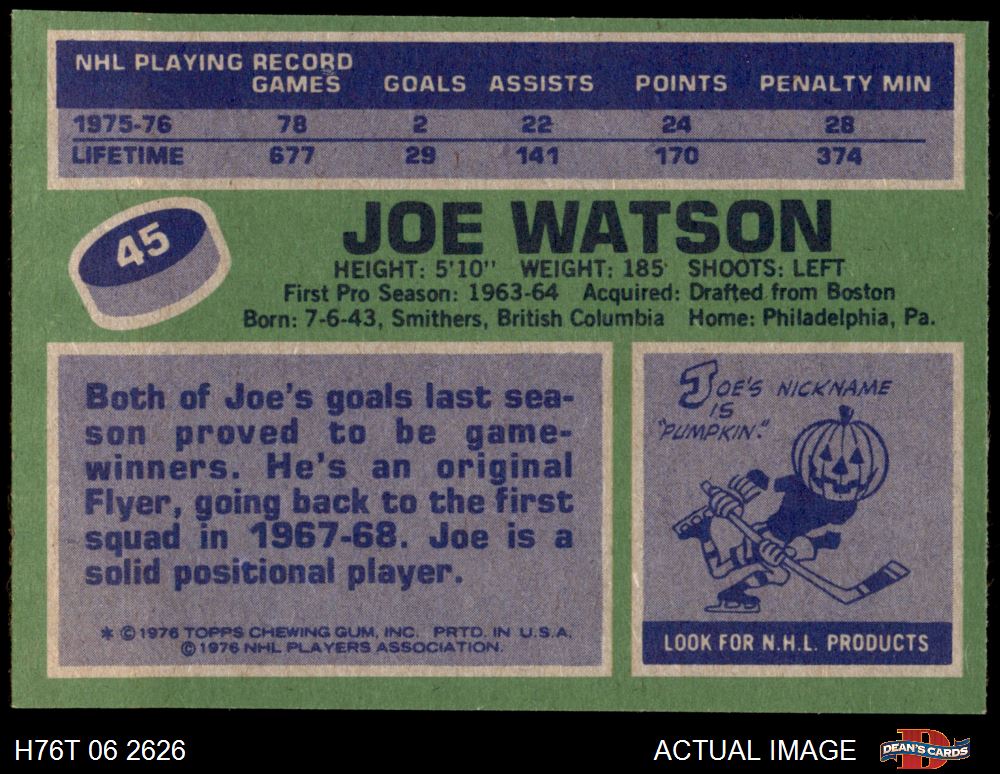 NHL PLAYING RECORD
GAMES GOALS ASSISTS POINTS PENALTY MIN
1975-76 78 2 22 24 28
LIFETIME 677 29 141 170 374
45
JOE WATSON
HEIGHT: 5'10" WEIGHT: 185 SHOOTS: LEFT
First Pro Season: 1963-64 Acquired: Drafted from Boston
Born: 7-6-43, Smithers, British Columbia Home: Philadelphia, Pa.
Both of Joe's goals last sea-
son proved to be game-
winners. He's an original
Flyer, going back to the first
squad in 1967-68. Joe is a
solid positional player.
* © 1976 TOPPS CHEWING GUM, INC. PRTD. IN U.S.A.
© 1976 NHL PLAYERS ASSOCIATION.
JOE'S NICKNAME
IS
"PUMPKIN."
LOOK FOR N.H.L. PRODUCTS
H76T 06 2626 ACTUAL IMAGE
DEAN'S CARDS